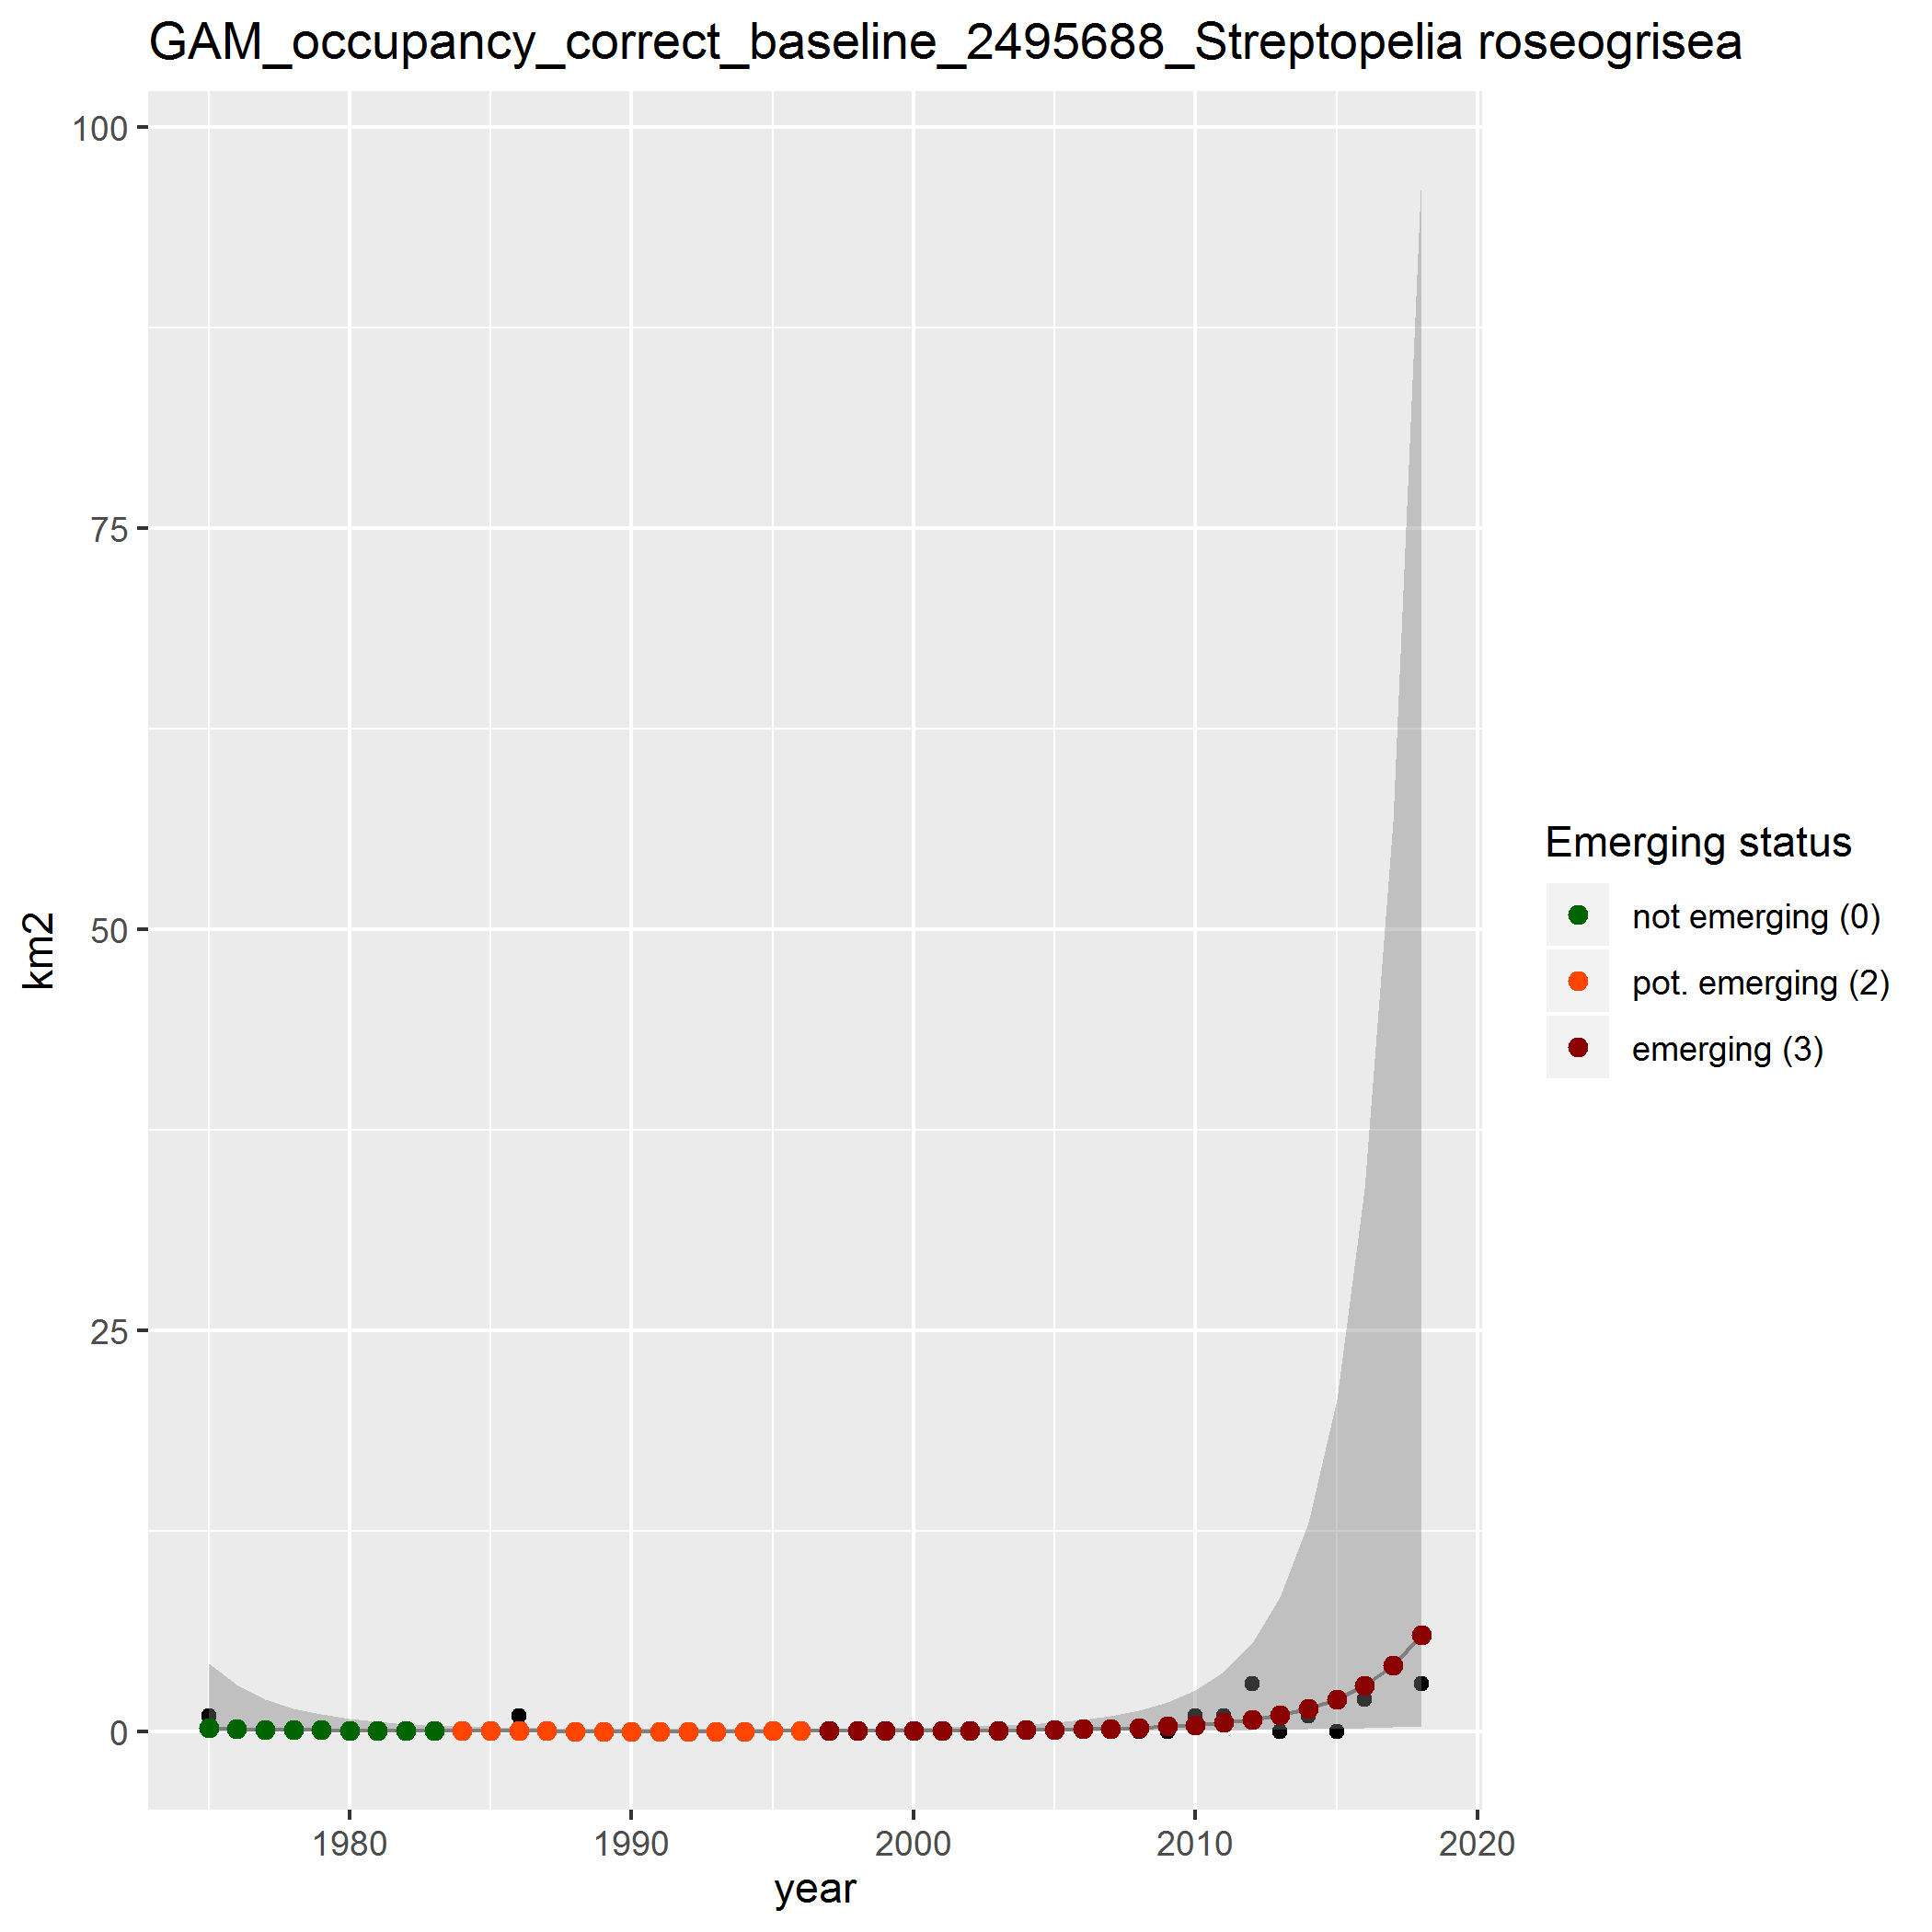 GAM_occupancy_correct_baseline_2495688_Streptopelia roseogrisea
100
75
50
25
0
km2
1980
1990
2000
2010
2020
year
Emerging status
not emerging (0)
pot. emerging (2)
emerging (3)